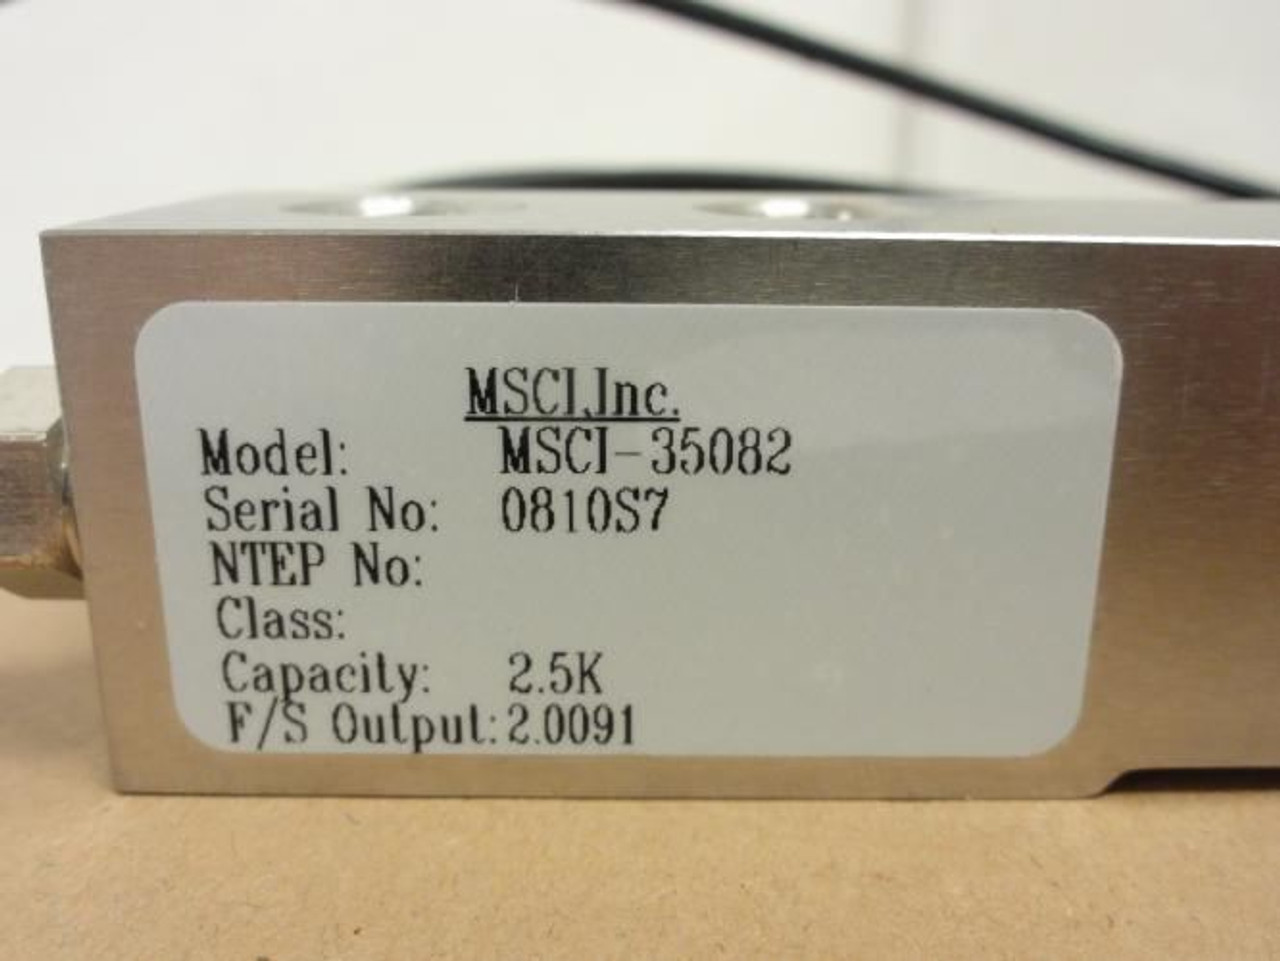 MSCI,Inc.
Model: MSCI-35082
Serial No: 0810S7
NTEP No:
Class:
Capacity: 2.5K
F/S Output: 2.0091